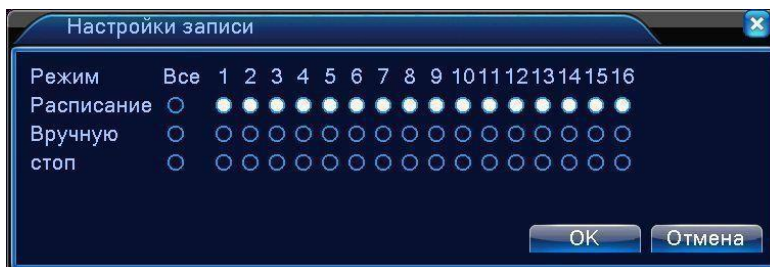 Настройки записи
Режим Все 1 2 3 4 5 6 7 8 9 10 11 12 13 14 15 16
Расписание
Вручную
стоп
OK Отмена